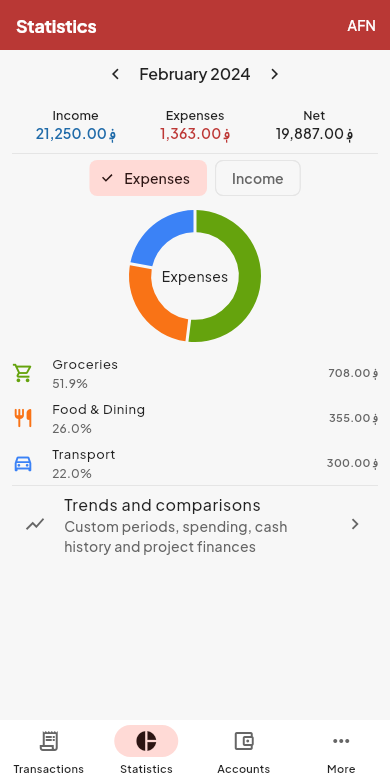 Statistics
AFN
February 2024
Income
Expenses
Net
21,250.00؋
1,363.00؋
19,887.00؋
Expenses
Income
Expenses
Groceries
51.9%
708.00؋
Food & Dining
26.0%
355.00؋
Transport
22.0%
300.00؋
Trends and comparisons
Custom periods, spending, cash
history and project finances
Transactions
Statistics
Accounts
More